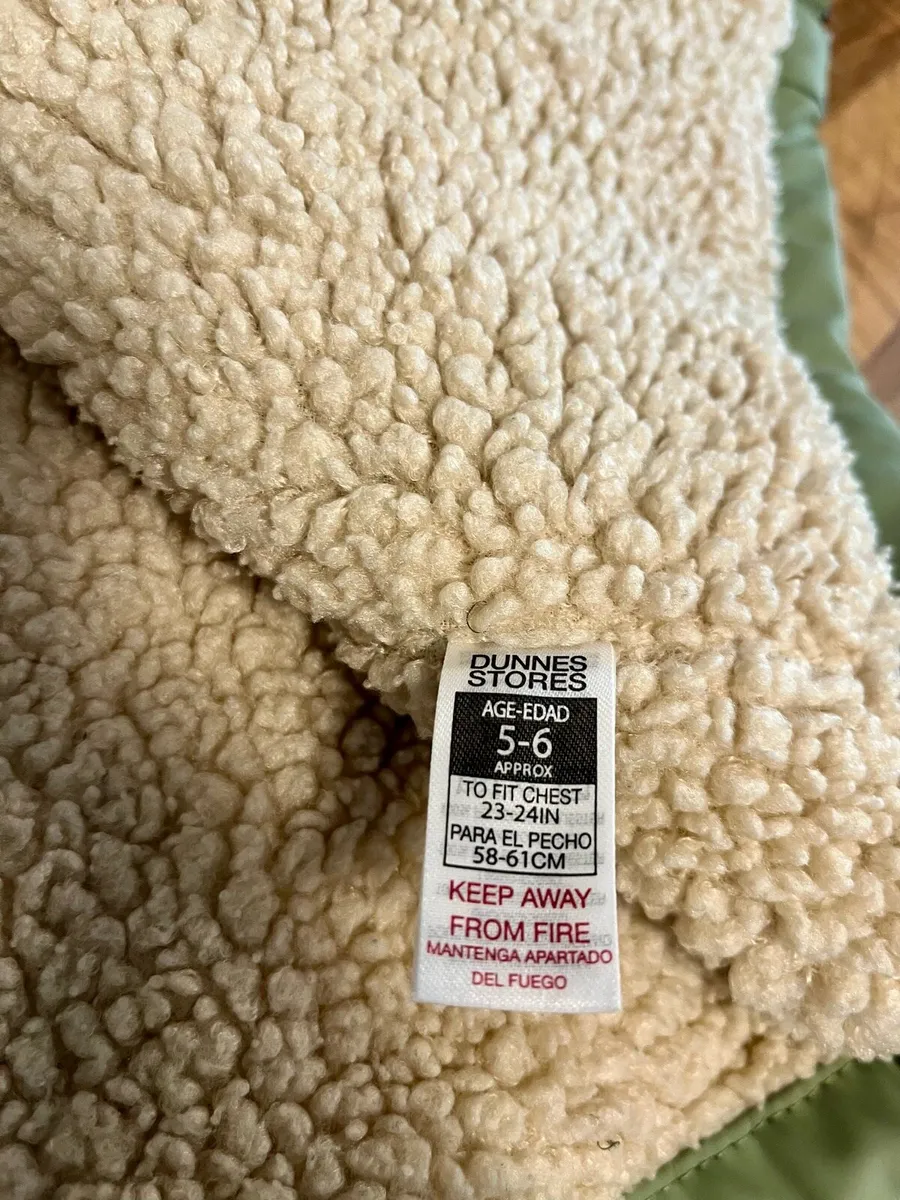 DUNNES
STORES
AGE-EDAD
5-6
APPROX
TO FIT CHEST
23-24IN
PARA EL PECHO
58-61CM
KEEP AWAY
FROM FIRE
MANTENGA APARTADO
DEL FUEGO